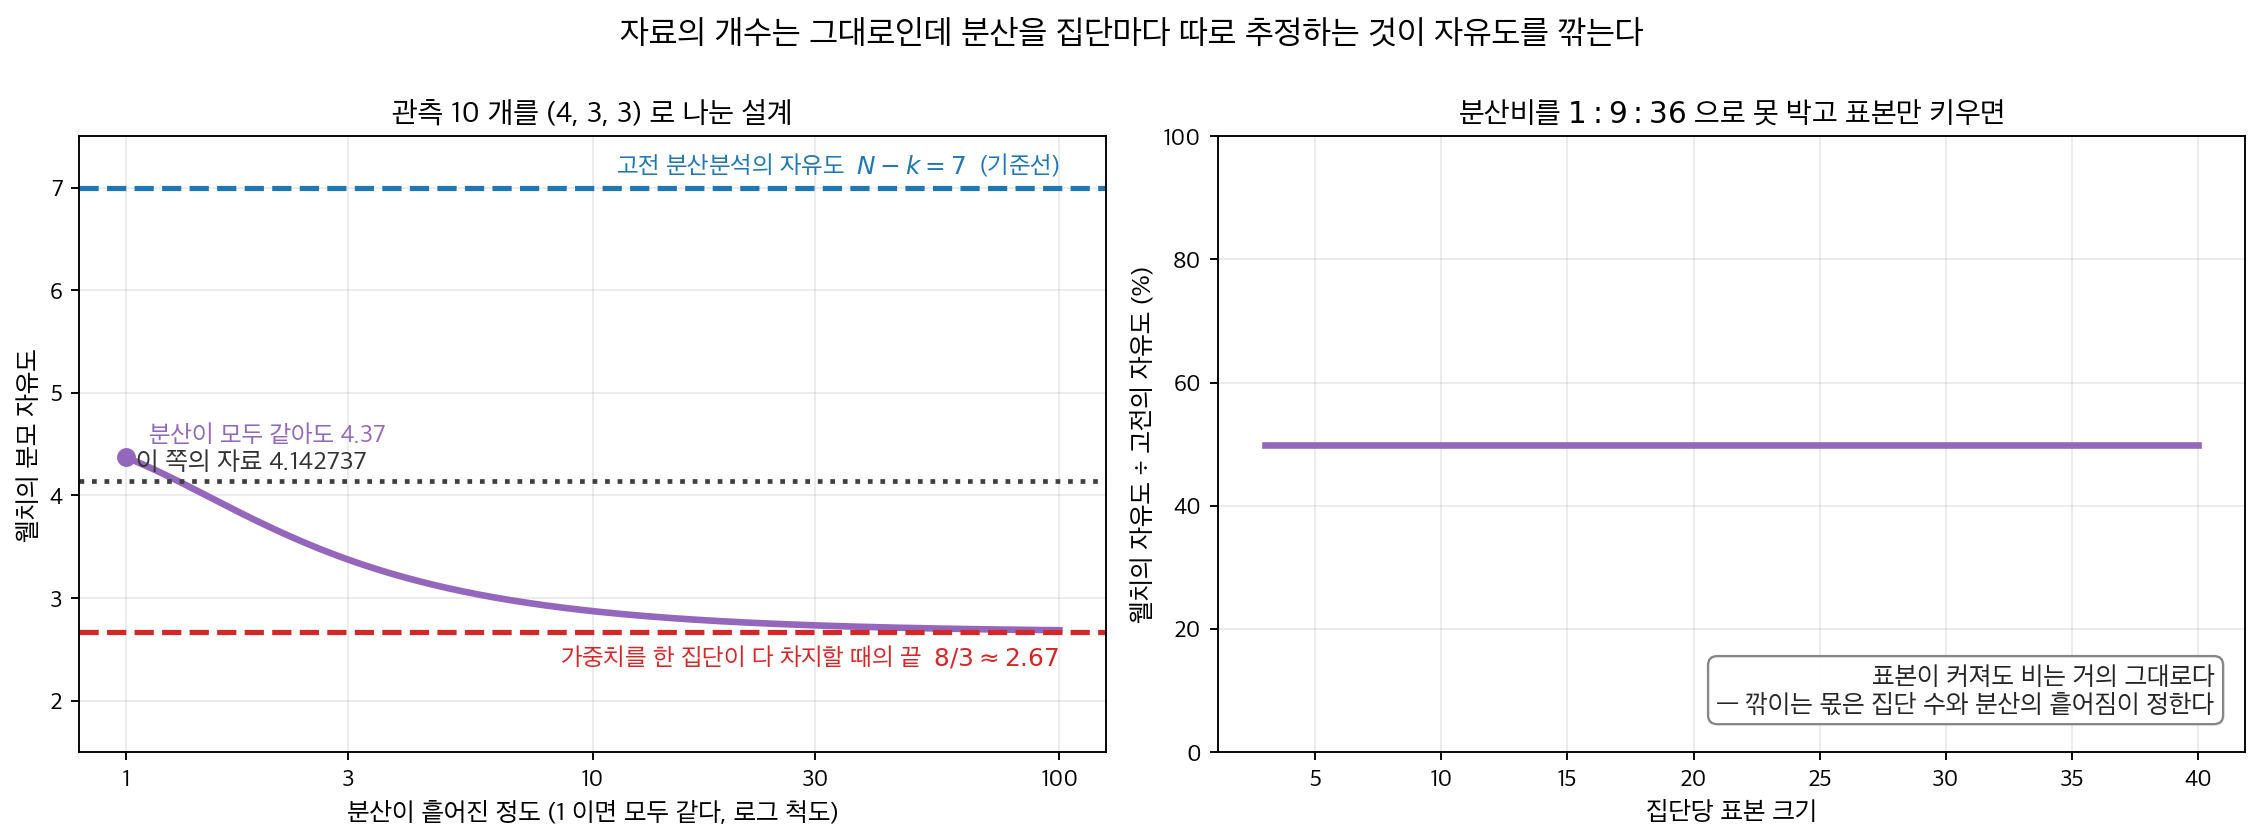 자료의 개수는 그대로인데 분산을 집단마다 따로 추정하는 것이 자유도를 깎는다
관측 10 개를 (4, 3, 3) 로 나눈 설계
고전 분산분석의 자유도 N − k = 7 (기준선)
분산이 모두 같아도 4.37
이 쪽의 자료 4.142737
가중치를 한 집단이 다 차지할 때의 끝 8/3 ≈ 2.67
웰치의 분모 자유도
7
6
5
4
3
2
1
3
10
30
100
분산이 흩어진 정도 (1 이면 모두 같다, 로그 척도)
분산비를 1 : 9 : 36 으로 못 박고 표본만 키우면
웰치의 자유도 ÷ 고전의 자유도 (%)
100
80
60
40
20
0
표본이 커져도 비는 거의 그대로다
— 깎이는 몫은 집단 수와 분산의 흩어짐이 정한다
5
10
15
20
25
30
35
40
집단당 표본 크기